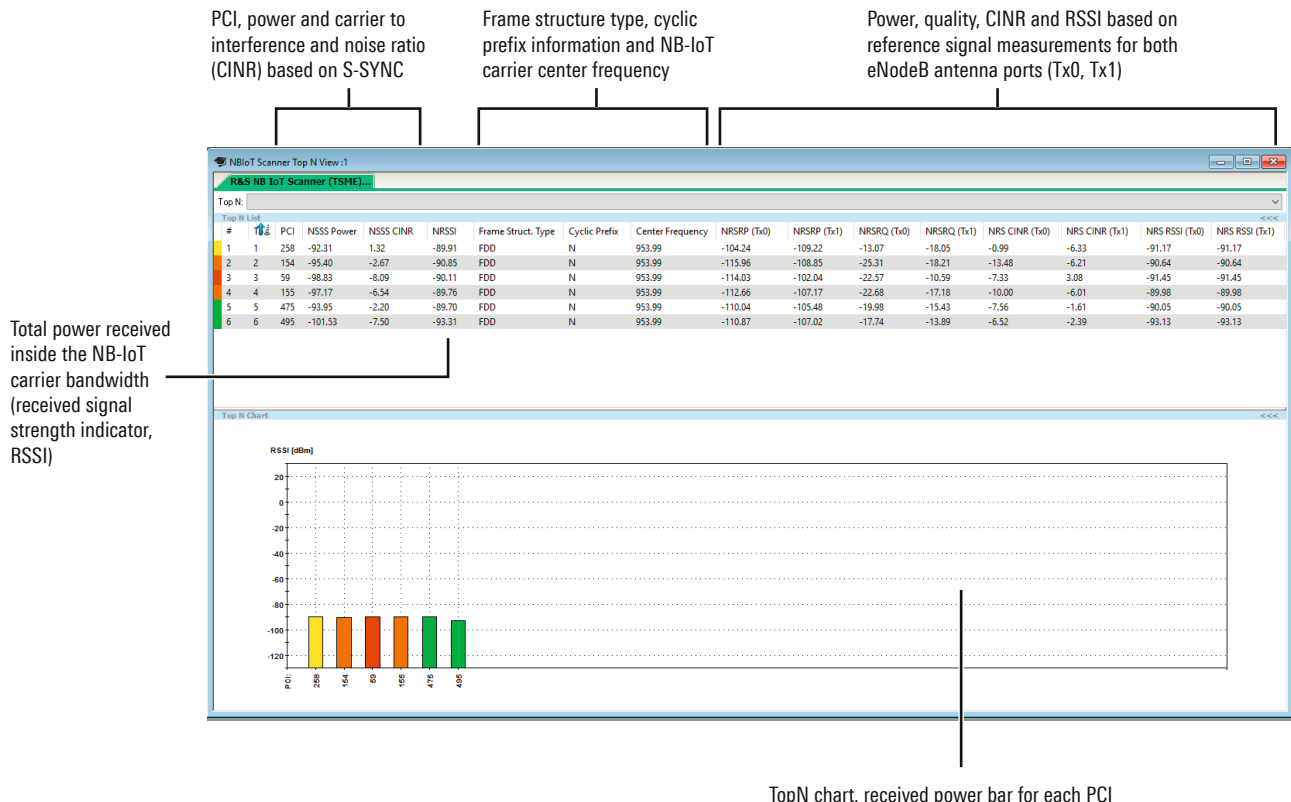 PCI, power and carrier to
interference and noise ratio
(CINR) based on S-SYNC
Frame structure type, cyclic
prefix information and NB-IoT
carrier center frequency
Power, quality, CINR and RSSI based on
reference signal measurements for both
eNodeB antenna ports (Tx0, Tx1)
NBIoT Scanner Top N View :1
R&S NB IoT Scanner (TSME)...
Top N:
Top N List <<<
# PCI NSSS Power NSSS CINR NRSSI Frame Struct. Type Cyclic Prefix Center Frequency NRSRP (Tx0) NRSRP (Tx1) NRSRQ (Tx0) NRSRQ (Tx1) NRS CINR (Tx0) NRS CINR (Tx1) NRS RSSI (Tx0) NRS RSSI (Tx1)
1 1 258 -92.31 1.32 -89.91 FDD N 953.99 -104.24 -109.22 -13.07 -18.05 -0.99 -6.33 -91.17 -91.17
2 2 154 -95.40 -2.67 -90.85 FDD N 953.99 -115.96 -108.85 -25.31 -18.21 -13.48 -6.21 -90.64 -90.64
3 3 59 -98.83 -8.09 -90.11 FDD N 953.99 -114.03 -102.04 -22.57 -10.59 -7.33 3.08 -91.45 -91.45
4 4 155 -97.17 -6.54 -89.76 FDD N 953.99 -112.66 -107.17 -22.68 -17.18 -10.00 -6.01 -89.98 -89.98
5 5 475 -93.95 -2.20 -89.70 FDD N 953.99 -110.04 -105.48 -19.98 -15.43 -7.56 -1.61 -90.05 -90.05
6 6 495 -101.53 -7.50 -93.31 FDD N 953.99 -110.87 -107.02 -17.74 -13.89 -6.52 -2.39 -93.13 -93.13
Total power received
inside the NB-IoT
carrier bandwidth
(received signal
strength indicator,
RSSI)
Top N Chart <<<
RSSI [dBm]
20
0
-20
-40
-60
-80
-100
-120
PCI: 258 154 59 155 475 495
TopN chart, received power bar for each PCI